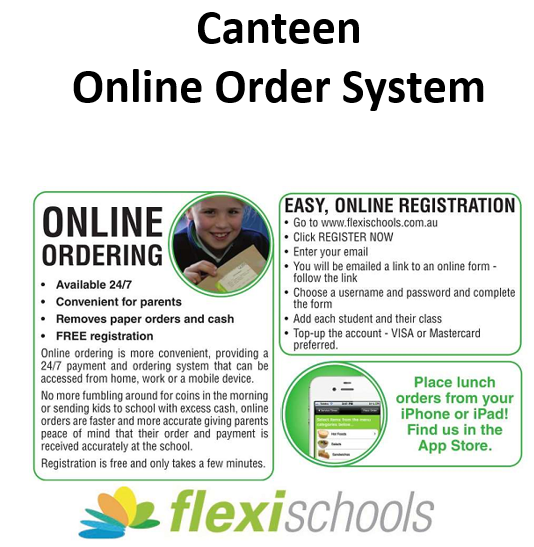 Canteen
Online Order System
ONLINE
ORDERING
• Available 24/7
• Convenient for parents
• Removes paper orders and cash
• FREE registration
Online ordering is more convenient, providing a
24/7 payment and ordering system that can be
accessed from home, work or a mobile device.
No more fumbling around for coins in the morning
or sending kids to school with excess cash, online
orders are faster and more accurate giving parents
peace of mind that their order and payment is
received accurately at the school.
Registration is free and only takes a few minutes.
EASY, ONLINE REGISTRATION
• Go to www.flexischools.com.au
• Click REGISTER NOW
• Enter your email
• You will be emailed a link to an online form -
follow the link
• Choose a username and password and complete
the form
• Add each student and their class
• Top-up the account - VISA or Mastercard
preferred.
Place lunch
orders from your
iPhone or iPad!
Find us in the
App Store.
flexischools